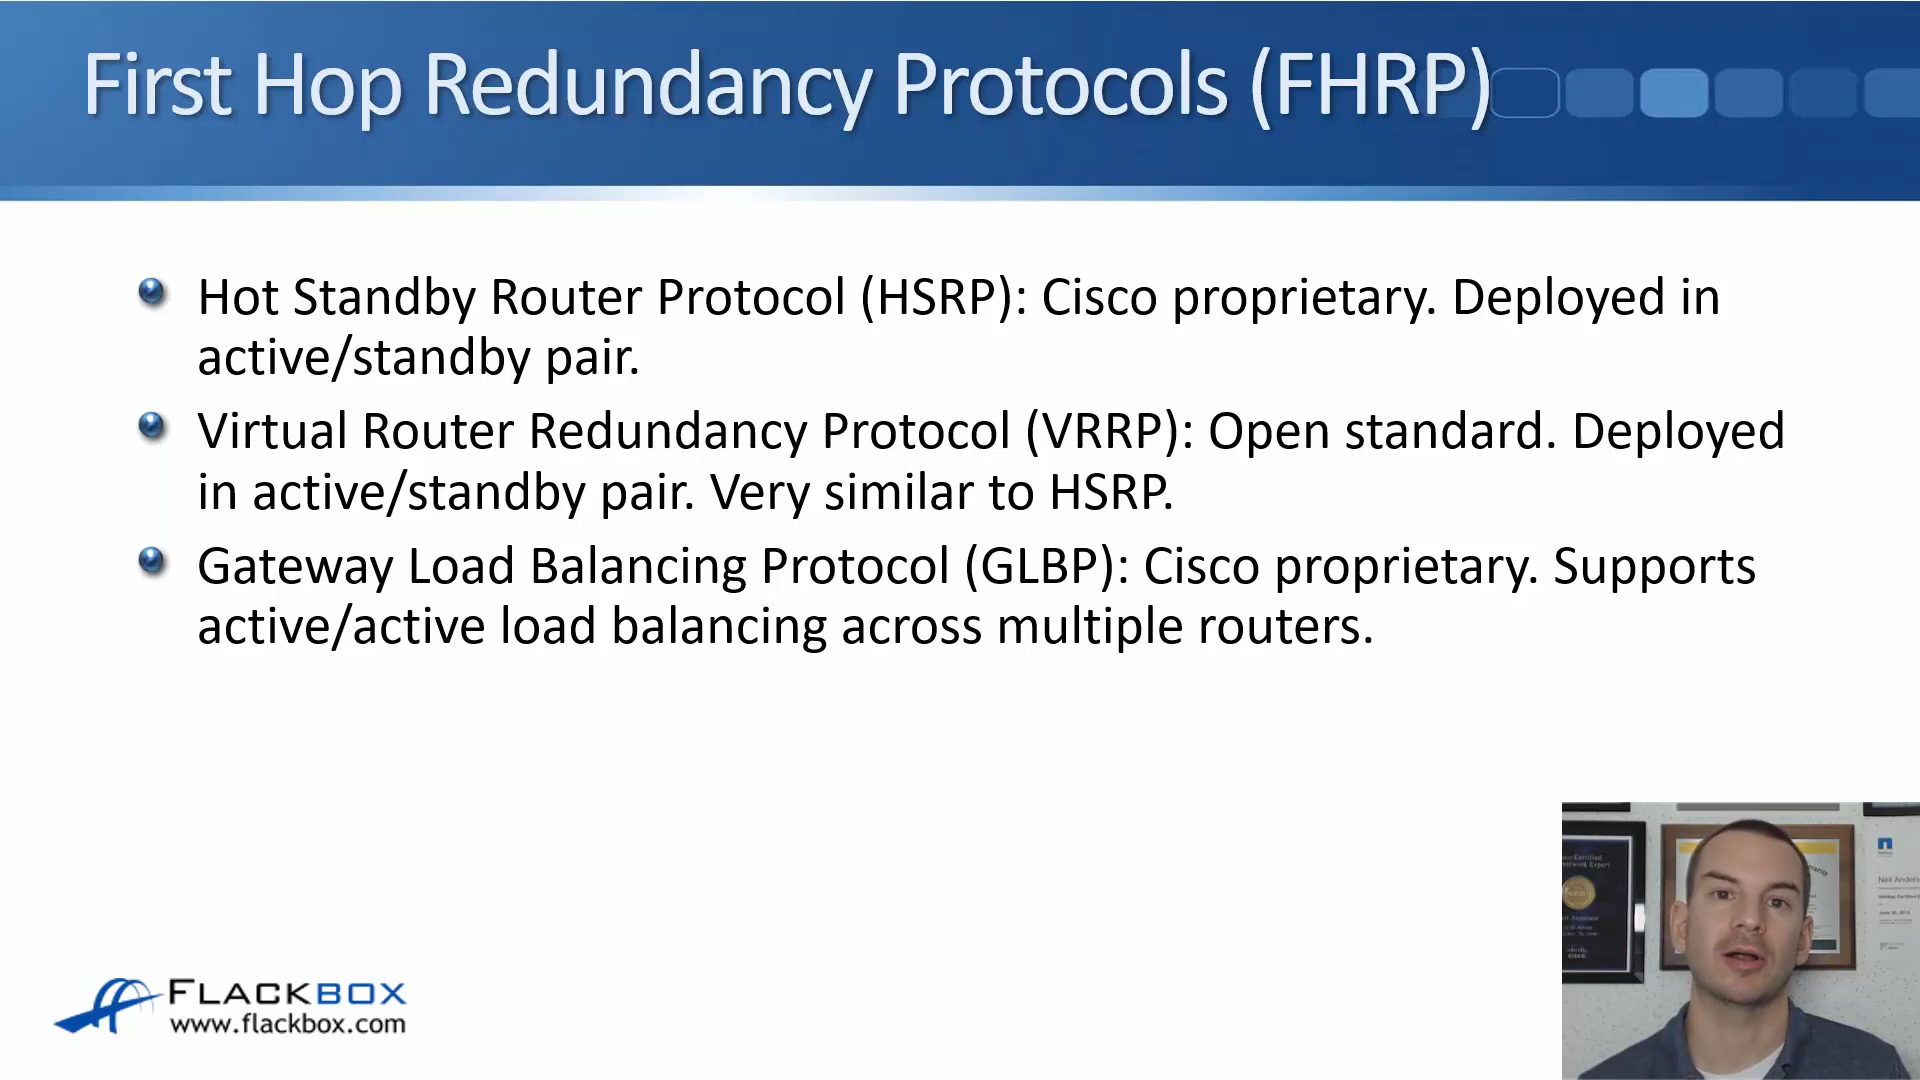 First Hop Redundancy Protocols (FHRP)
Hot Standby Router Protocol (HSRP): Cisco proprietary. Deployed in
active/standby pair.
Virtual Router Redundancy Protocol (VRRP): Open standard. Deployed
in active/standby pair. Very similar to HSRP.
Gateway Load Balancing Protocol (GLBP): Cisco proprietary. Supports
active/active load balancing across multiple routers.
FLACKBOX
www.flackbox.com